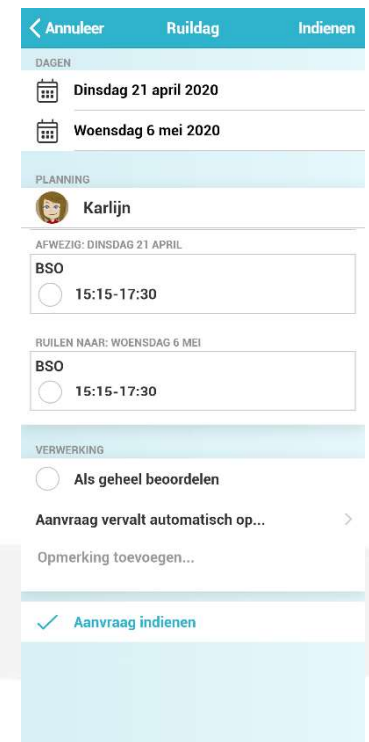 Annuleer Ruildag Indienen
DAGEN
Dinsdag 21 april 2020
Woensdag 6 mei 2020
PLANNING
Karlijn
AFWEZIG: DINSDAG 21 APRIL
BSO
15:15-17:30
RUILEN NAAR: WOENSDAG 6 MEI
BSO
15:15-17:30
VERWERKING
Als geheel beoordelen
Aanvraag vervalt automatisch op...
Opmerking toevoegen...
Aanvraag indienen